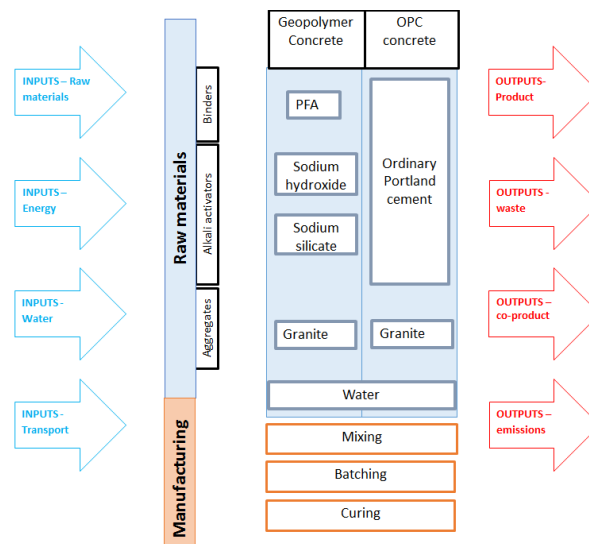 Geopolymer
Concrete
OPC
concrete
INPUTS – Raw
materials
INPUTS –
Energy
INPUTS -
Water
INPUTS -
Transport
Raw materials
Manufacturing
Binders
Alkali activators
Aggregates
PFA
Sodium
hydroxide
Sodium
silicate
Granite
Ordinary
Portland
cement
Granite
Water
Mixing
Batching
Curing
OUTPUTS-
Product
OUTPUTS -
waste
OUTPUTS –
co-product
OUTPUTS –
emissions